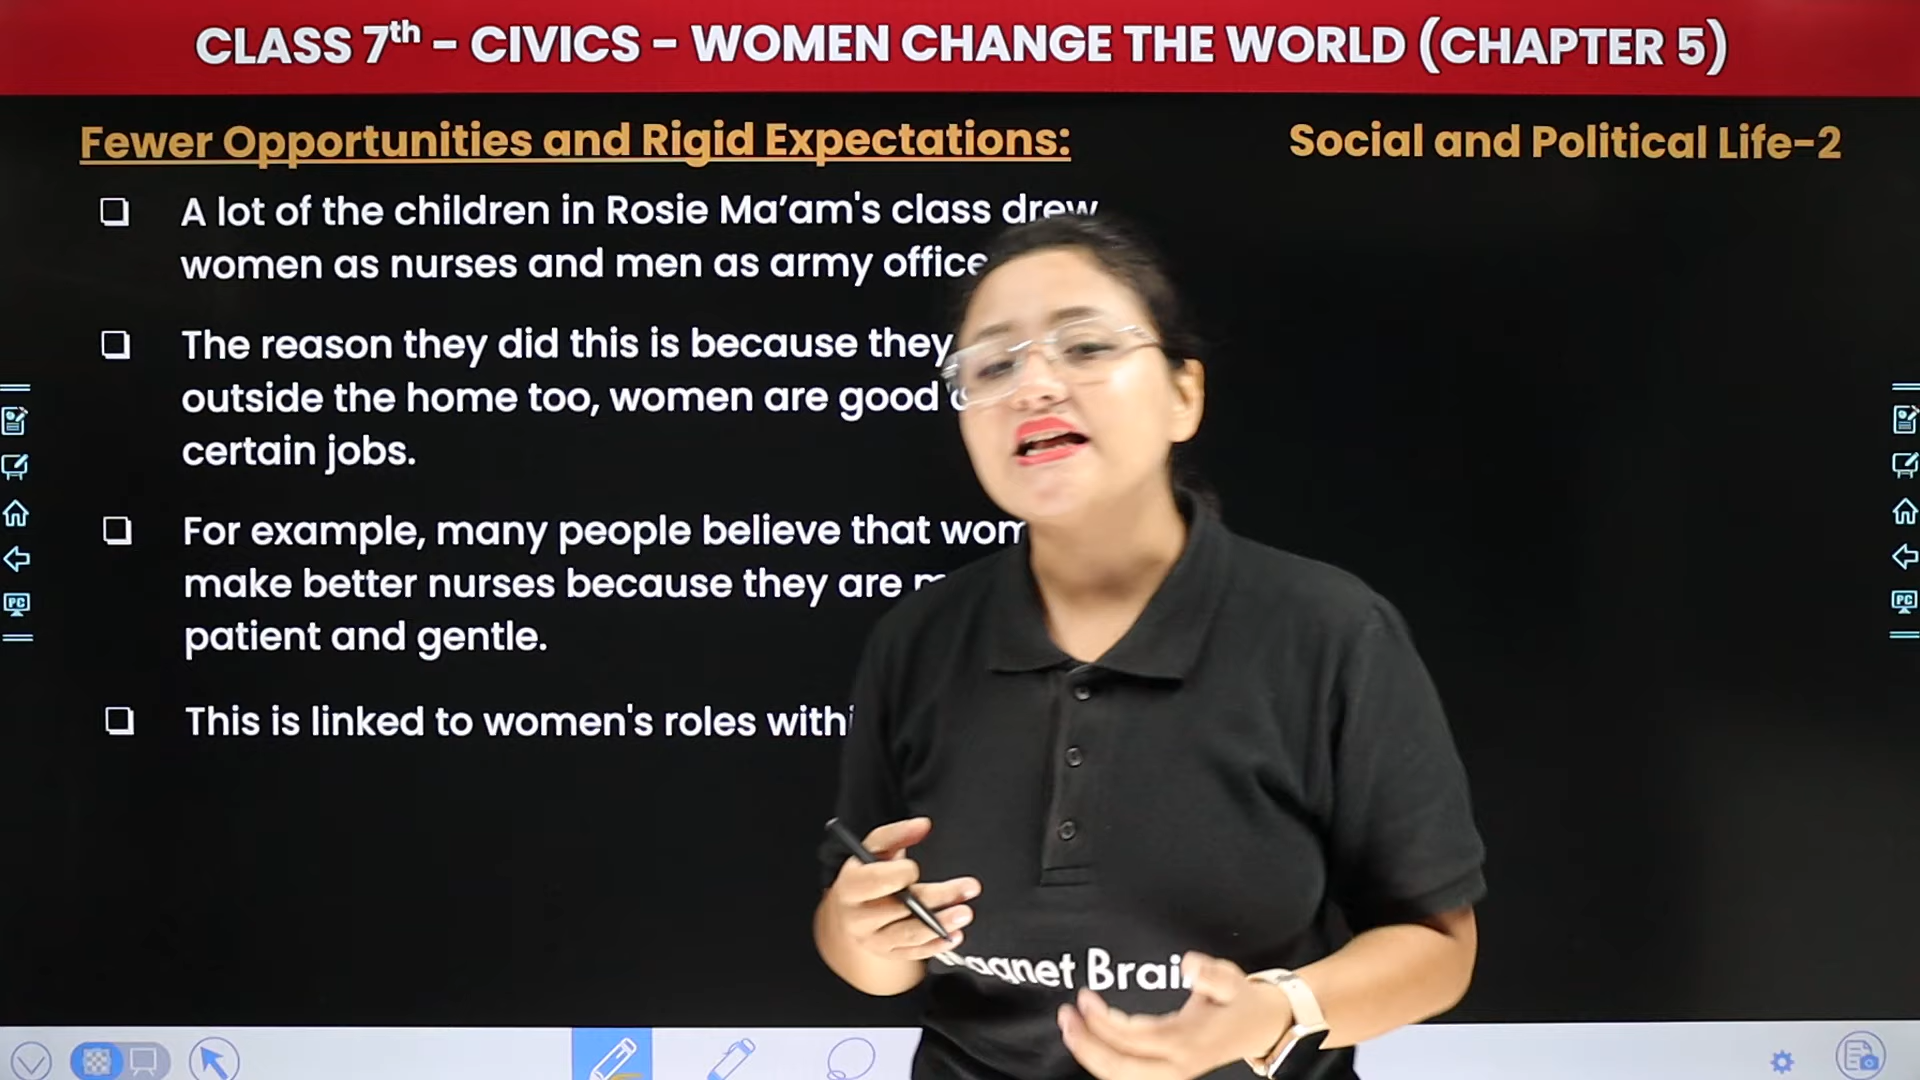 CLASS 7th - CIVICS - WOMEN CHANGE THE WORLD (CHAPTER 5)
Fewer Opportunities and Rigid Expectations:
Social and Political Life-2
A lot of the children in Rosie Ma’am's class drew
women as nurses and men as army
The reason they did this is because they
outside the home too, women are good
certain jobs.
For example, many people believe that
make better nurses because they are
patient and gentle.
This is linked to women's roles
PC
PC